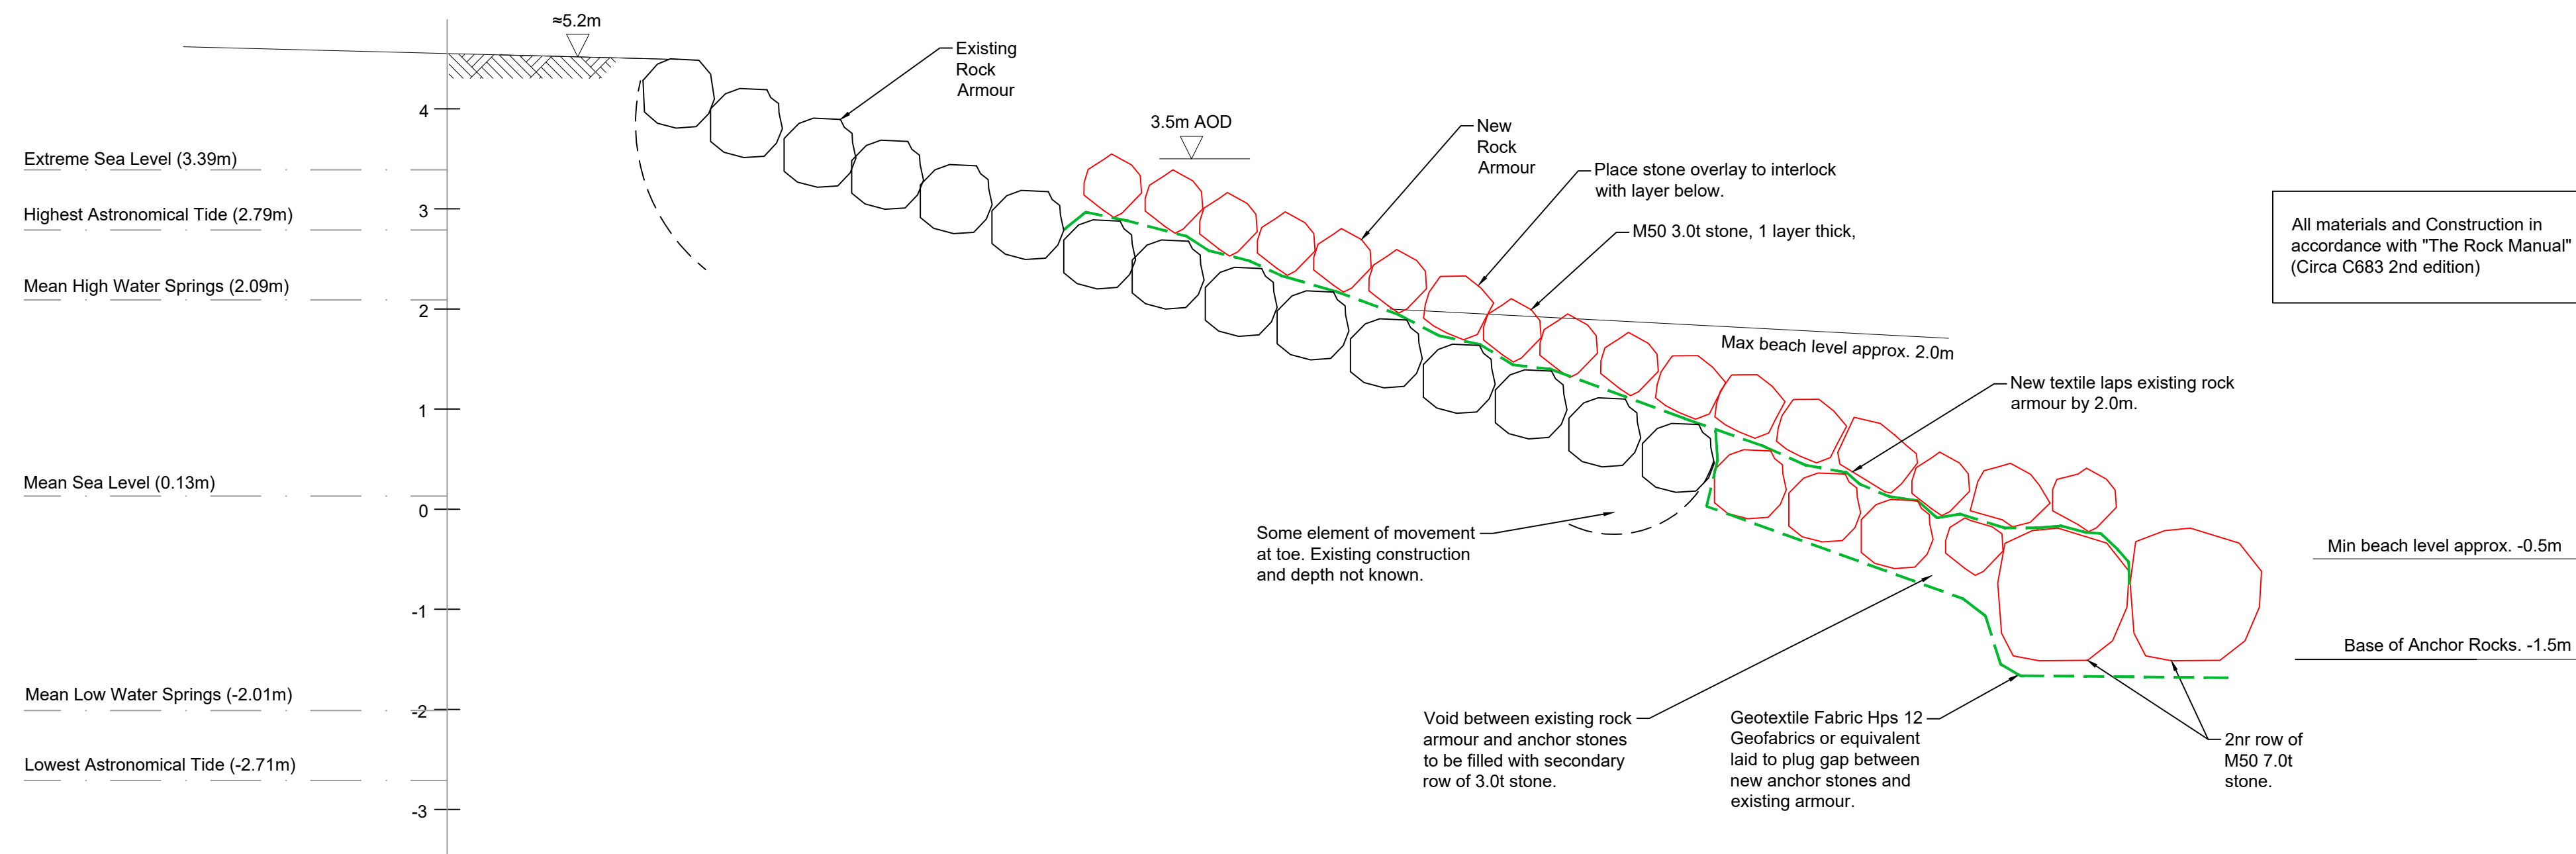 ≈5.2m
Existing
Rock
Armour
4
3.5m AOD
New
Rock
Armour
Extreme Sea Level (3.39m)
Place stone overlay to interlock
with layer below.
3
Highest Astronomical Tide (2.79m)
M50 3.0t stone, 1 layer thick,
All materials and Construction in
accordance with "The Rock Manual"
(Circa C683 2nd edition)
Mean High Water Springs (2.09m)
2
Max beach level approx. 2.0m
New textile laps existing rock
armour by 2.0m.
1
Mean Sea Level (0.13m)
0
Some element of movement
at toe. Existing construction
and depth not known.
Min beach level approx. -0.5m
-1
Base of Anchor Rocks. -1.5m
Mean Low Water Springs (-2.01m)
-2
Void between existing rock
armour and anchor stones
to be filled with secondary
row of 3.0t stone.
Geotextile Fabric Hps 12
Geofabrics or equivalent
laid to plug gap between
new anchor stones and
existing armour.
2nr row of
M50 7.0t
stone.
Lowest Astronomical Tide (-2.71m)
-3